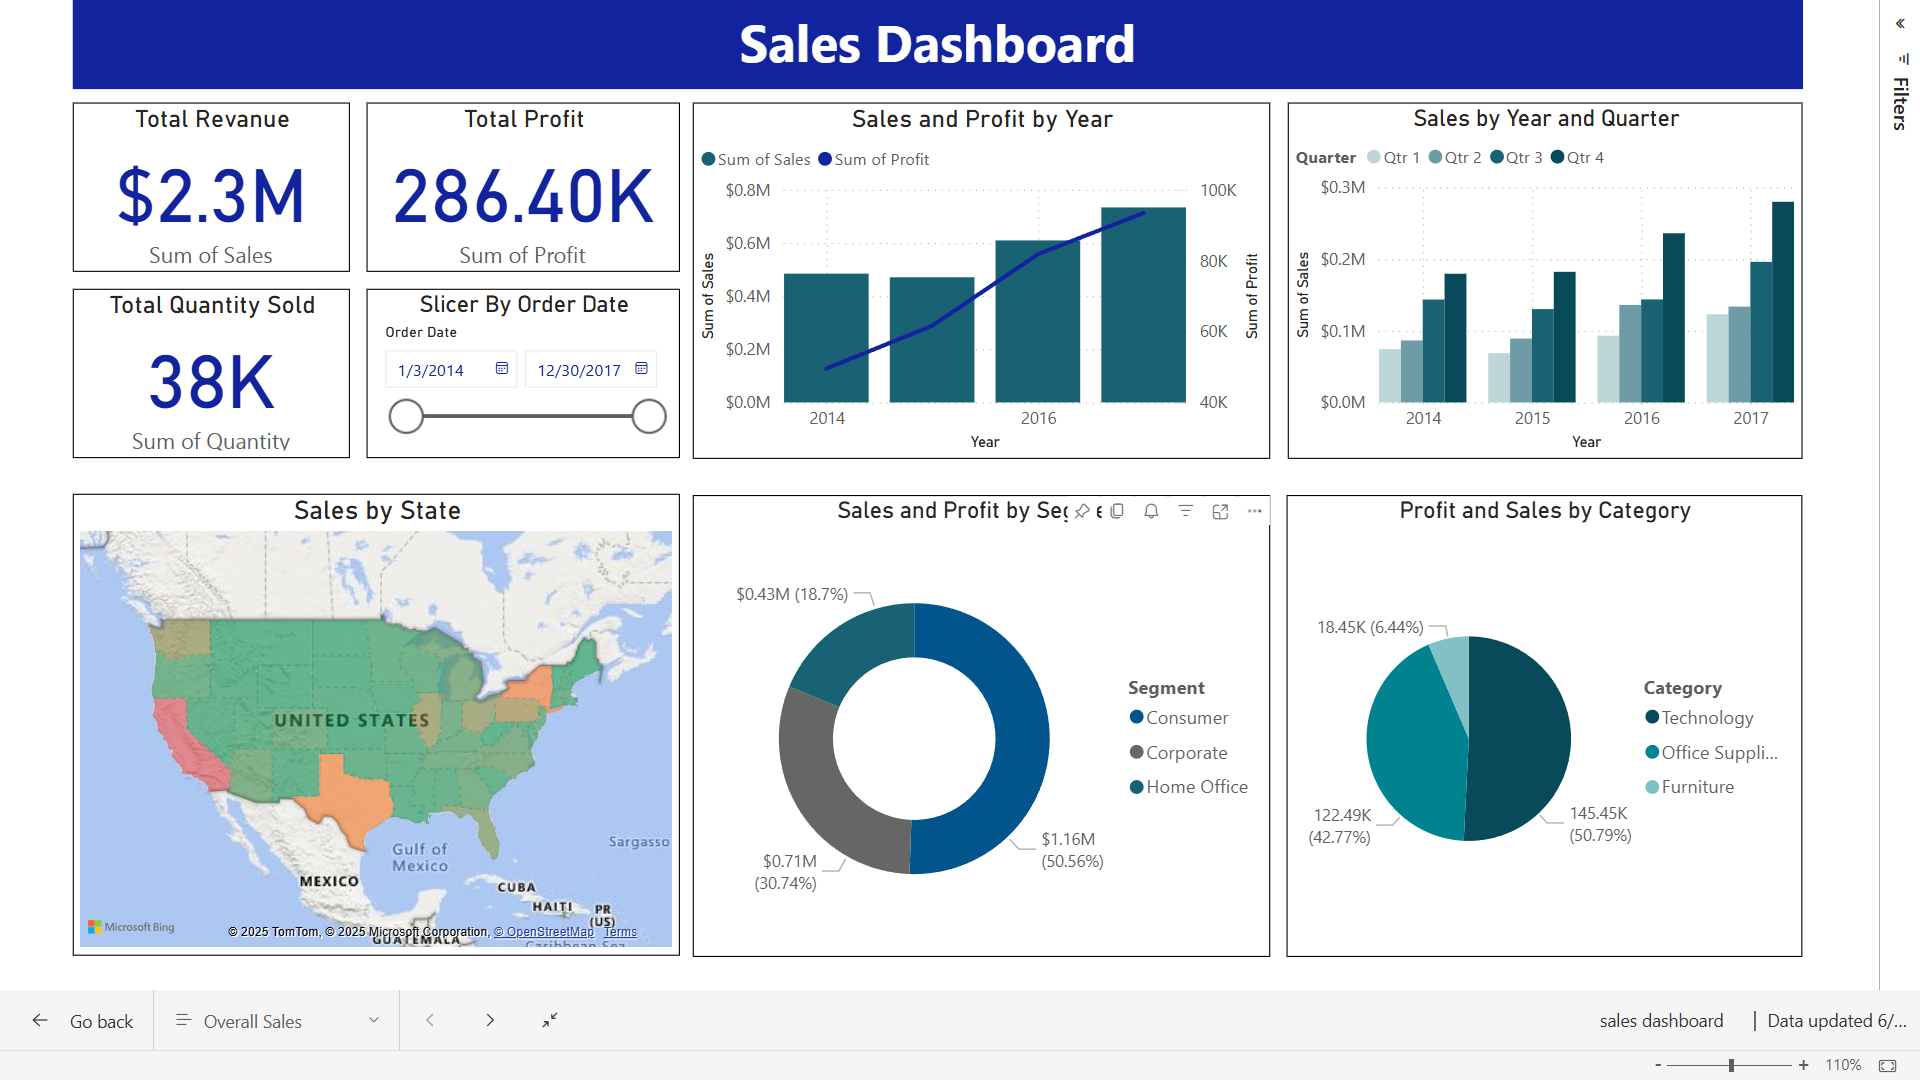 Sales Dashboard
«
Filters
Total Revanue
$2.3M
Sum of Sales
Total Profit
286.40K
Sum of Profit
Total Quantity Sold
38K
Sum of Quantity
Slicer By Order Date
Order Date
1/3/2014
12/30/2017
Sales and Profit by Year
Sum of Sales Sum of Profit
$0.8M
$0.6M
$0.4M
$0.2M
$0.0M
Sum of Sales
100K
80K
60K
40K
Sum of Profit
2014 2016
Year
Sales by Year and Quarter
Quarter Qtr 1 Qtr 2 Qtr 3 Qtr 4
$0.3M
$0.2M
$0.1M
$0.0M
Sum of Sales
2014 2015 2016 2017
Year
Sales by State
UNITED STATES
Sargasso
Gulf of
Mexico
MEXICO
CUBA
HAITI
PR
(US)
GUATEMALA
Caribbean Sea
Microsoft Bing
© 2025 TomTom, © 2025 Microsoft Corporation, © OpenStreetMap Terms
Sales and Profit by Seg e
$0.43M (18.7%)
$0.71M
(30.74%)
$1.16M
(50.56%)
Segment
Consumer
Corporate
Home Office
Profit and Sales by Category
18.45K (6.44%)
122.49K
(42.77%)
145.45K
(50.79%)
Category
Technology
Office Suppli...
Furniture
Go back
Overall Sales
sales dashboard | Data updated 6/...
- + 110%